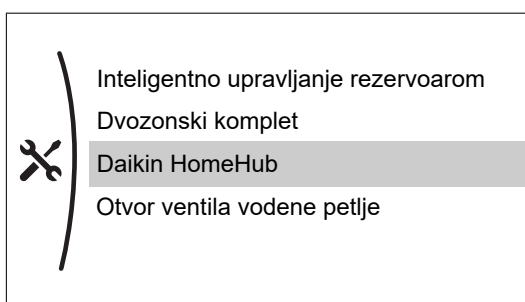 Inteligentno upravljanje rezervoarom
Dvozonski komplet
Daikin HomeHub
Otvor ventila vodene petlje